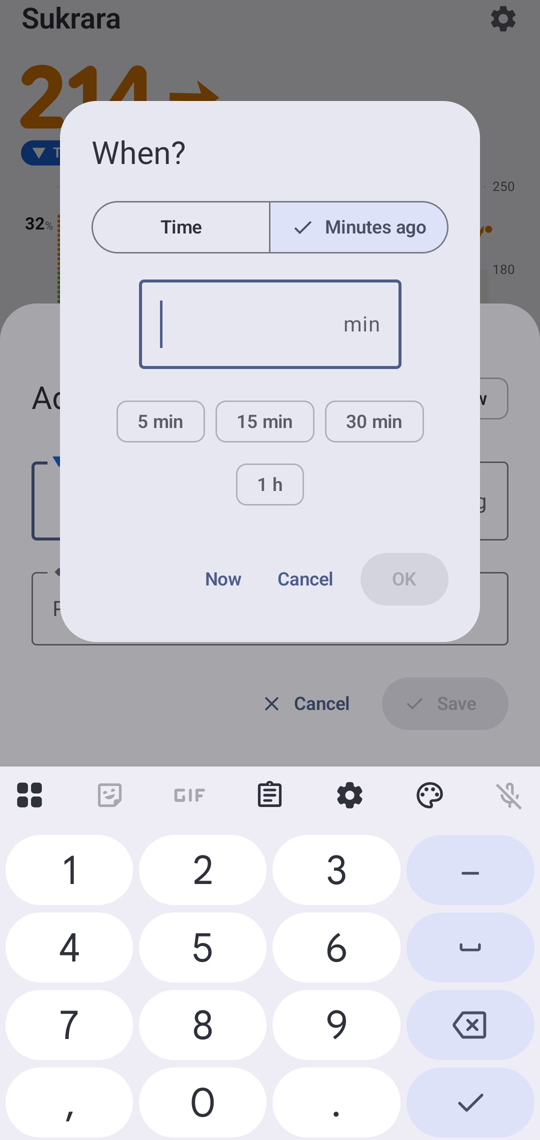 Sukrara
214
250
32%
180
When?
Time
Minutes ago
min
5 min
15 min
30 min
1 h
Now
Cancel
OK
Cancel
Save
GIF
1 2 3 –
4 5 6
7 8 9
, 0 .